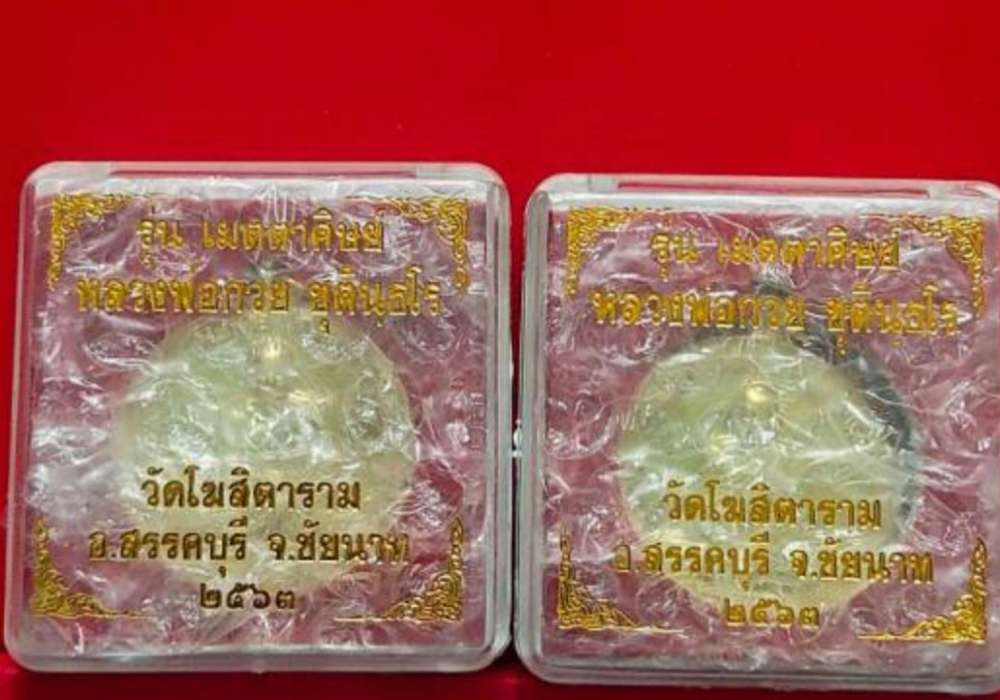 รุ่น เมตตาดิษย์
หลวงพ่อกวย ชุตินฺธโร
วัดโฆสิตาราม
อ.สรรคบุรี จ.ชัยนาท
๒๕๖๓
รุ่น เมตตาดิษย์
หลวงพ่อกวย ชุตินฺธโร
วัดโฆสิตาราม
อ.สรรคบุรี จ.ชัยนาท
๒๕๖๓